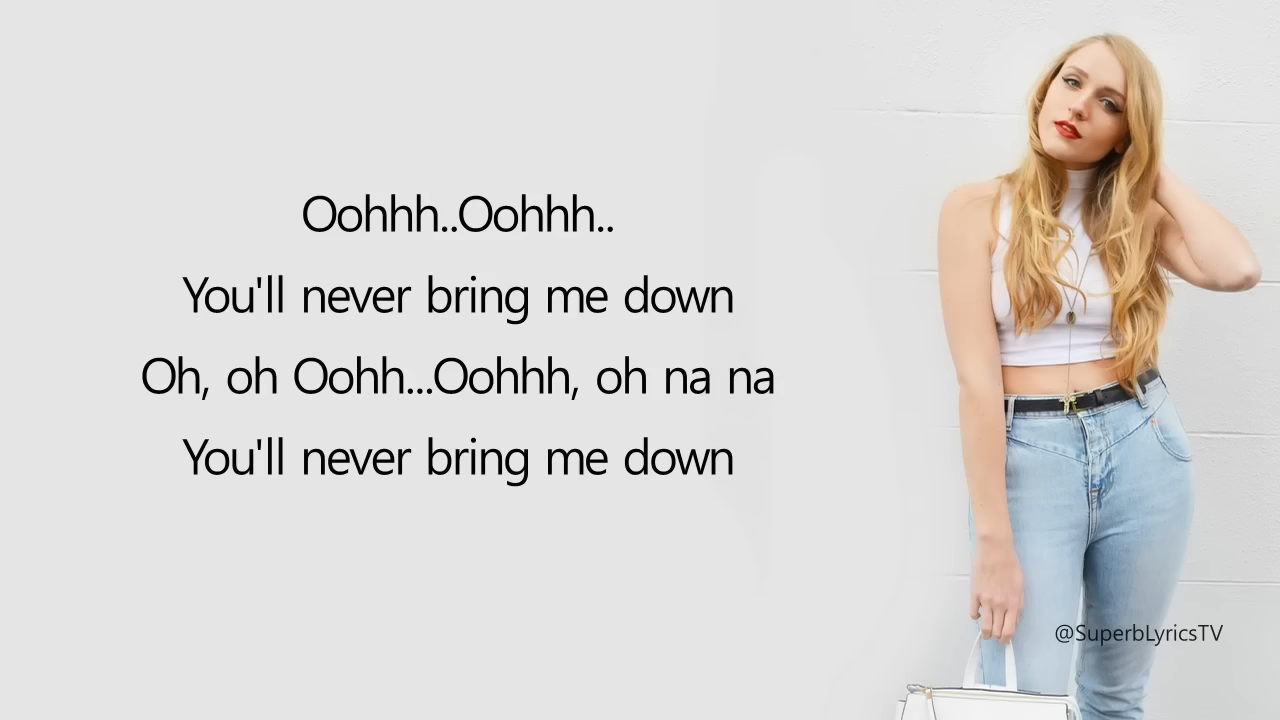 Oohhh..Oohhh..
You'll never bring me down
Oh, oh Oohh...Oohhh, oh na na
You'll never bring me down
@SuperbLyricsTV